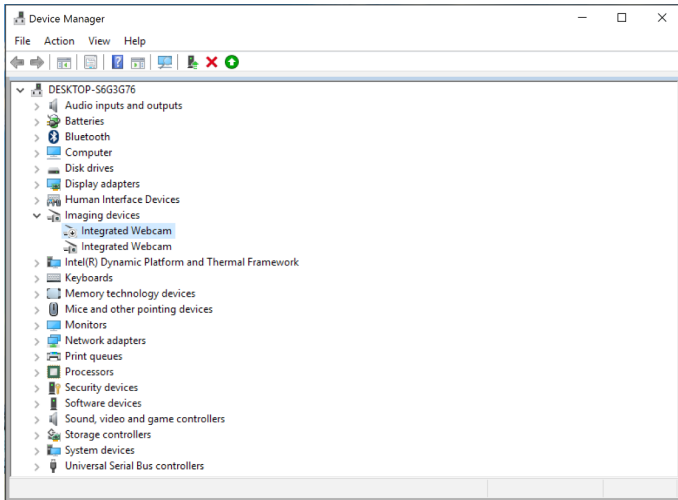 Device Manager
File Action View Help
DESKTOP-S6G3G76
Audio inputs and outputs
Batteries
Bluetooth
Computer
Disk drives
Display adapters
Human Interface Devices
Imaging devices
Integrated Webcam
Integrated Webcam
Intel(R) Dynamic Platform and Thermal Framework
Keyboards
Memory technology devices
Mice and other pointing devices
Monitors
Network adapters
Print queues
Processors
Security devices
Software devices
Sound, video and game controllers
Storage controllers
System devices
Universal Serial Bus controllers